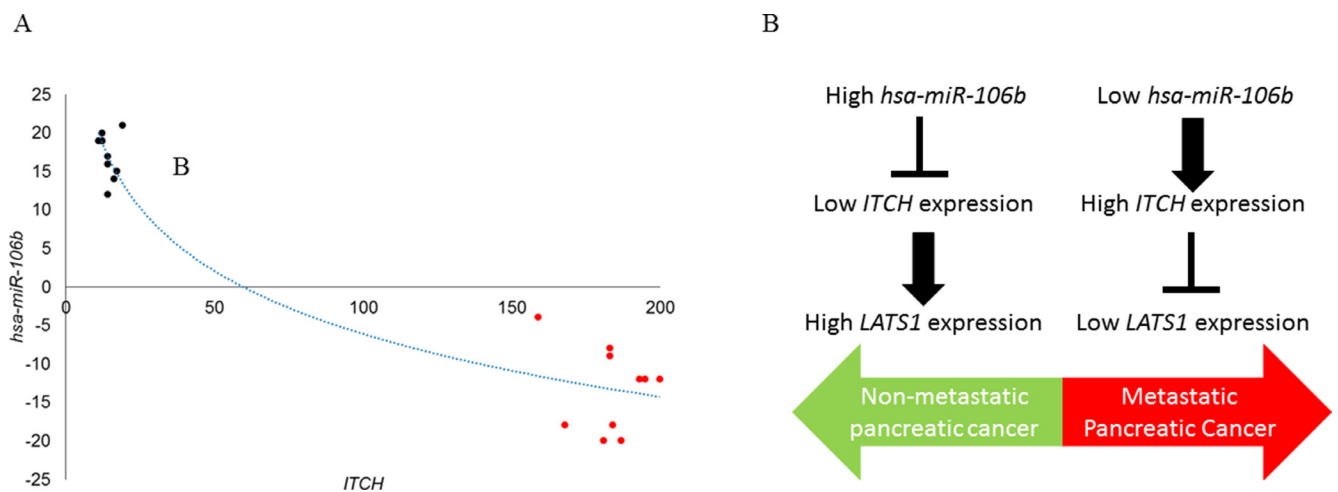 A
B
25
20
15
10
5
0
-5
-10
-15
-20
-25
hsa-miR-106b
0
50
100
150
200
ITCH
B
High hsa-miR-106b
Low hsa-miR-106b
Low ITCH expression
High ITCH expression
High LATS1 expression
Low LATS1 expression
Non-metastatic
pancreatic cancer
Metastatic
Pancreatic Cancer